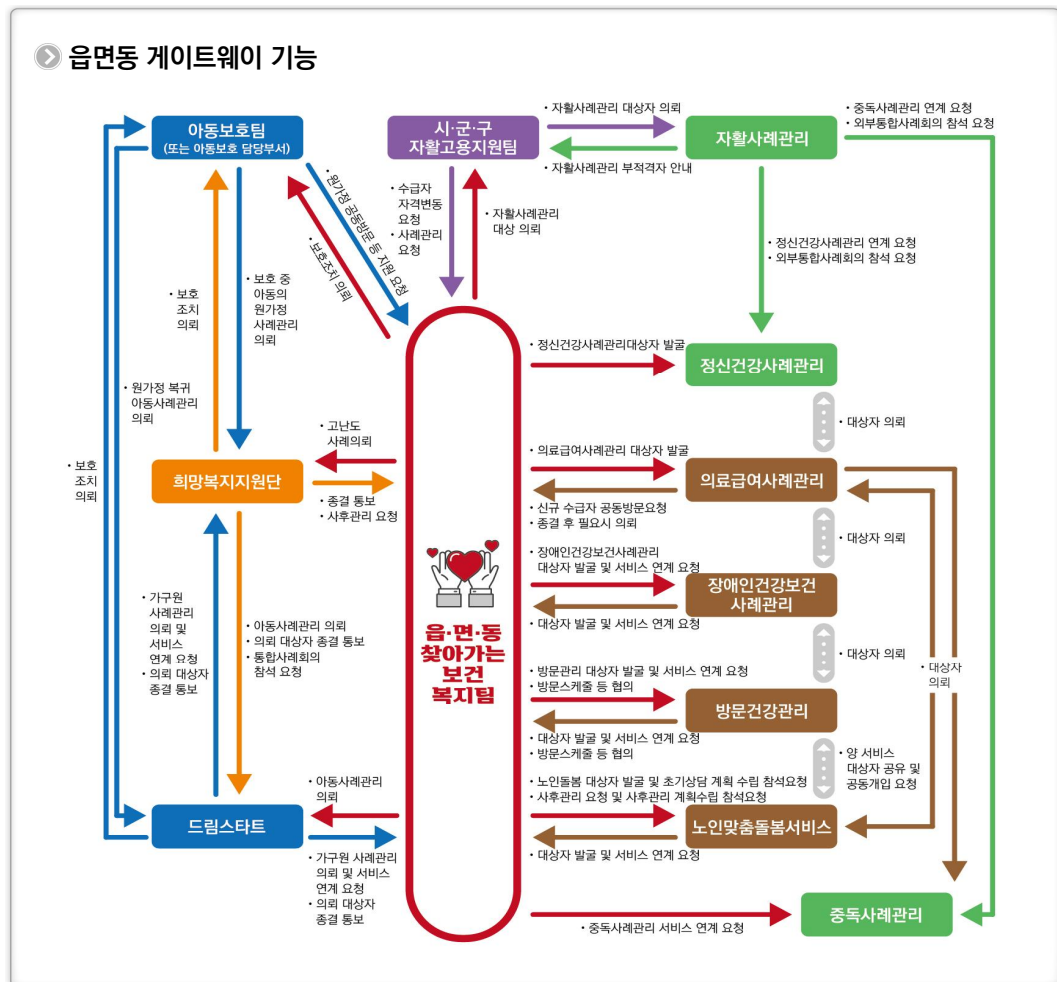 읍면동 게이트웨이 기능
아동보호팀
(또는 아동보호 담당부서)
시·군·구
자활고용지원팀
• 자활사례관리 대상자 의뢰
• 자활사례관리 부적격자 안내
자활사례관리
• 중독사례관리 연계 요청
• 외부통합사례회의 참석 요청
• 원가정 공동방문 등 지원 요청
• 보호조치 의뢰
• 수급자
자격변동
요청
• 사례관리
요청
• 자활사례관리
대상 의뢰
• 정신건강사례관리 연계 요청
• 외부통합사례회의 참석 요청
• 보호
조치
의뢰
• 보호 중
아동의
원가정
사례관리
의뢰
• 원가정 복귀
아동사례관리
의뢰
• 보호
조치
의뢰
• 정신건강사례관리대상자 발굴
정신건강사례관리
• 대상자 의뢰
• 고난도
사례의뢰
희망복지지원단
• 종결 통보
• 사후관리 요청
• 의료급여사례관리 대상자 발굴
의료급여사례관리
• 신규 수급자 공동방문요청
• 종결 후 필요시 의뢰
• 대상자 의뢰
• 장애인건강보건사례관리
대상자 발굴 및 서비스 연계 요청
장애인건강보건
사례관리
• 대상자 발굴 및 서비스 연계 요청
• 대상자 의뢰
• 대상자
의뢰
읍·면·동
찾아가는
보건
복지팀
• 가구원
사례관리
의뢰 및
서비스
연계 요청
• 의뢰 대상자
종결 통보
• 아동사례관리 의뢰
• 의뢰 대상자 종결 통보
• 통합사례회의
참석 요청
• 방문관리 대상자 발굴 및 서비스 연계 요청
• 방문스케줄 등 협의
방문건강관리
• 대상자 발굴 및 서비스 연계 요청
• 방문스케줄 등 협의
• 양 서비스
대상자 공유 및
공동개입 요청
• 아동사례관리
의뢰
드림스타트
• 가구원 사례관리
의뢰 및 서비스
연계 요청
• 의뢰 대상자
종결 통보
• 노인돌봄 대상자 발굴 및 초기상담 계획 수립 참석요청
• 사후관리 요청 및 사후관리 계획수립 참석요청
노인맞춤돌봄서비스
• 대상자 발굴 및 서비스 연계 요청
중독사례관리
• 중독사례관리 서비스 연계 요청